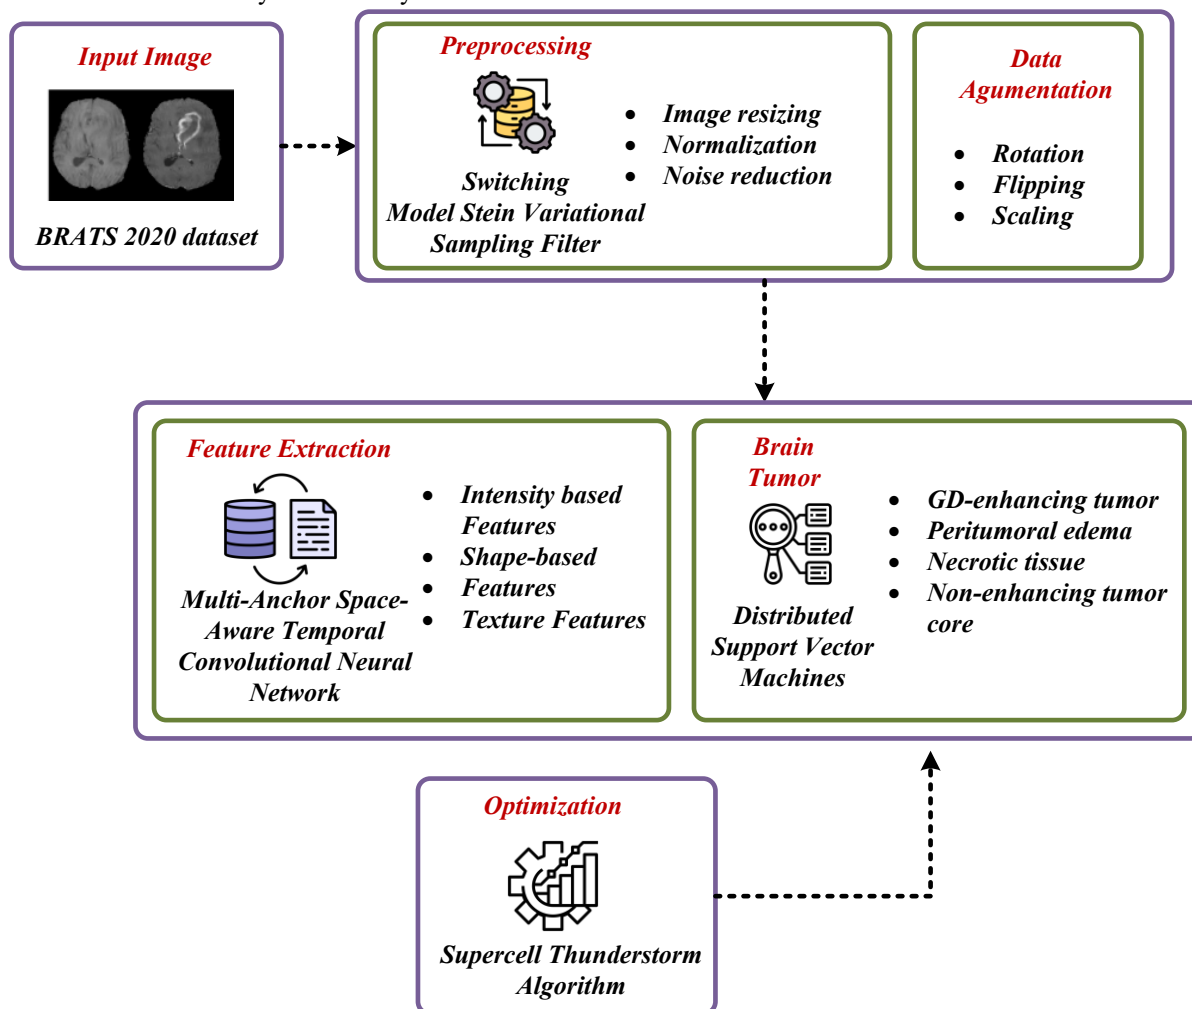 Input Image
BRATS 2020 dataset
Preprocessing
Switching
Model Stein Variational
Sampling Filter
• Image resizing
• Normalization
• Noise reduction
Data
Agumentation
• Rotation
• Flipping
• Scaling
Feature Extraction
Multi-Anchor Space-
Aware Temporal
Convolutional Neural
Network
• Intensity based
Features
• Shape-based
• Features
• Texture Features
Brain
Tumor
Distributed
Support Vector
Machines
• GD-enhancing tumor
• Peritumoral edema
• Necrotic tissue
• Non-enhancing tumor
core
Optimization
Supercell Thunderstorm
Algorithm